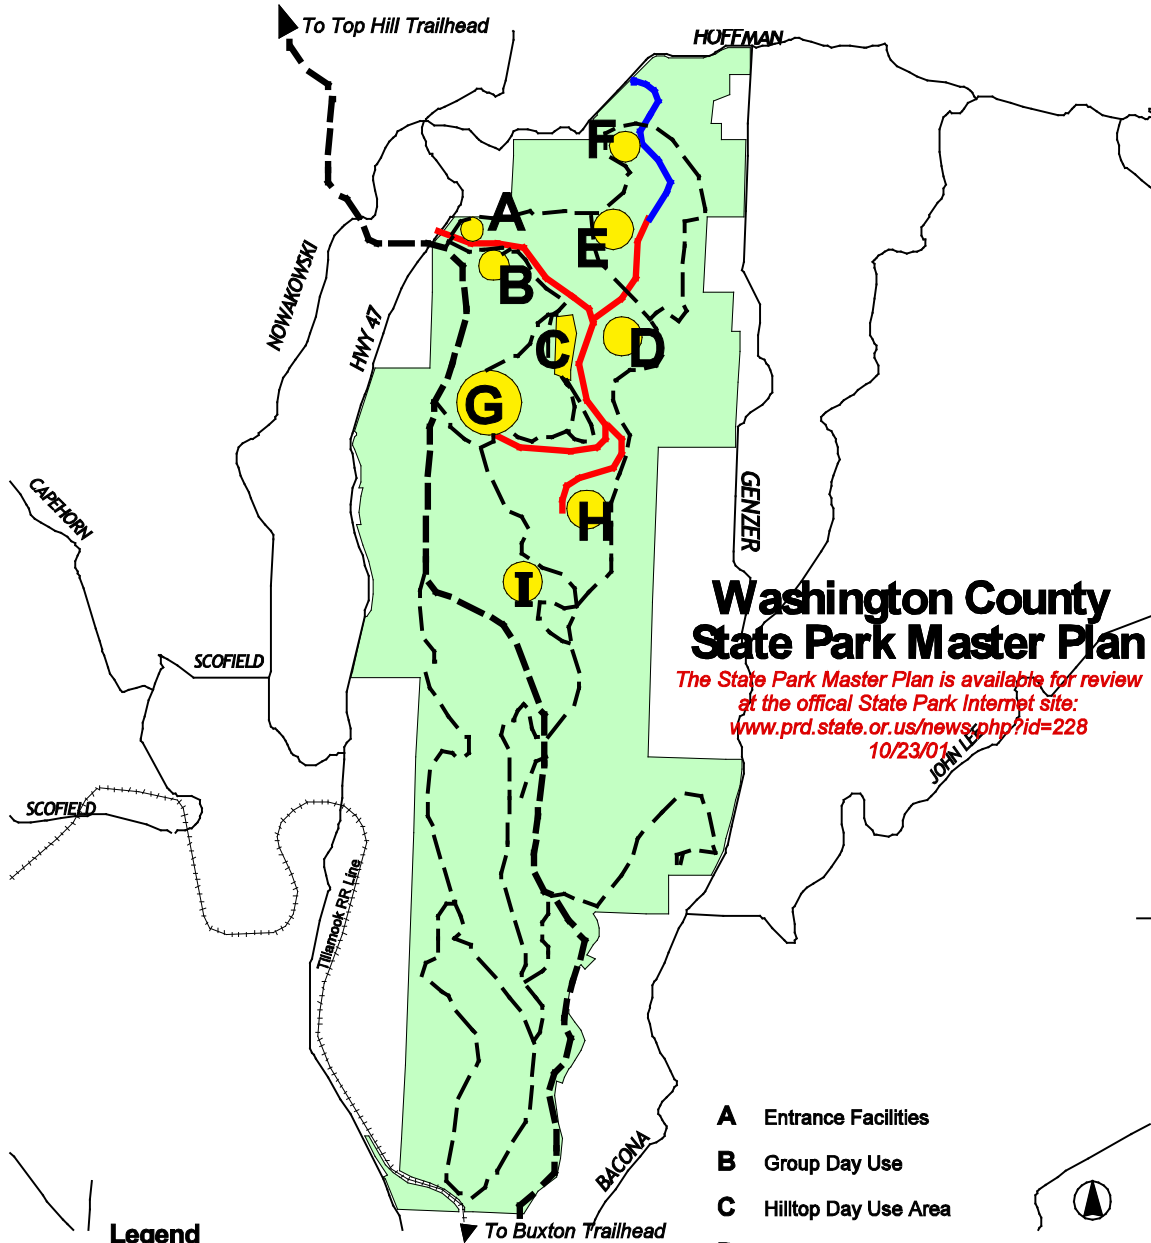 To Top Hill Trailhead
HOFFMAN
F
A
E
B
NOWAKOWSKI
HWY 47
C
D
G
CAPEHORN
GENZER
H
I
Washington County
State Park Master Plan
SCOFIELD
The State Park Master Plan is available for review
at the offical State Park Internet site:
www.prd.state.or.us/news.php?id=228
10/23/01
JOHN LEE
SCOFIELD
Tillamook RR Line
A Entrance Facilities
B Group Day Use
BACONA
C Hilltop Day Use Area
Legend
To Buxton Trailhead